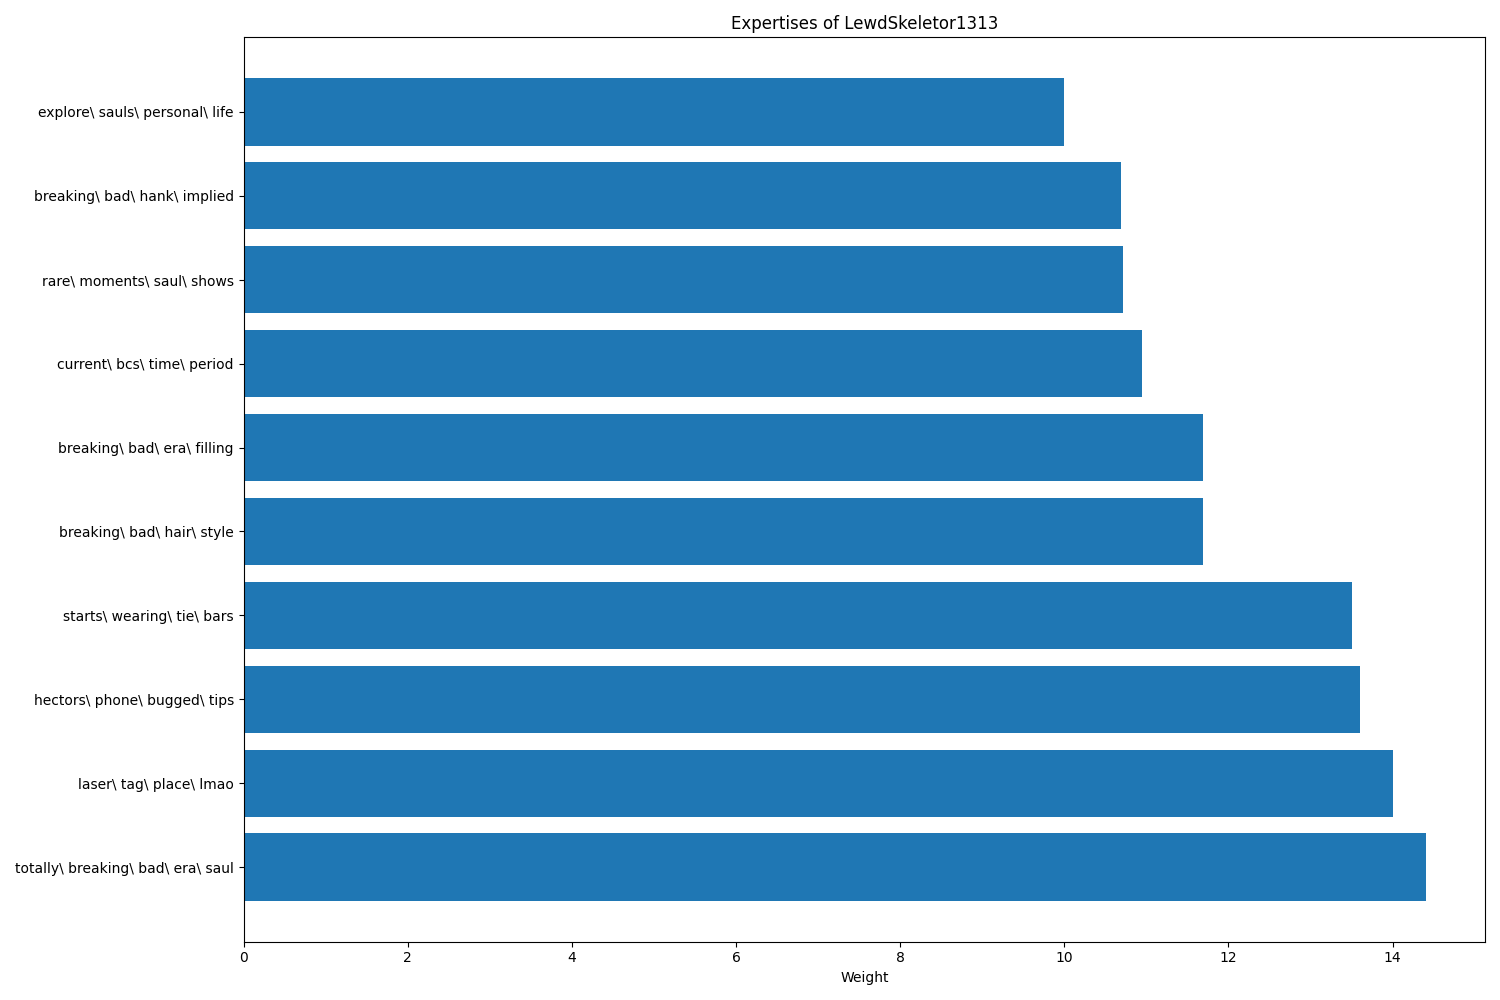 Expertises of LewdSkeletor1313
explore\ sauls\ personal\ life
breaking\ bad\ hank\ implied
rare\ moments\ saul\ shows
current\ bcs\ time\ period
breaking\ bad\ era\ filling
breaking\ bad\ hair\ style
starts\ wearing\ tie\ bars
hectors\ phone\ bugged\ tips
laser\ tag\ place\ lmao
totally\ breaking\ bad\ era\ saul
0 2 4 6 8 10 12 14
Weight